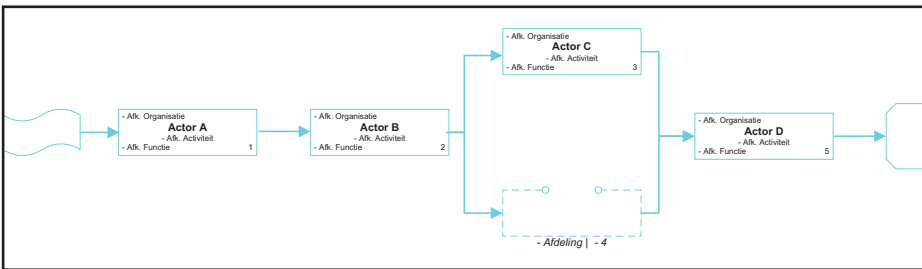 - Afk. Organisatie
Actor A
- Afk. Activiteit
- Afk. Functie 1
- Afk. Organisatie
Actor B
- Afk. Activiteit
- Afk. Functie 2
- Afk. Organisatie
Actor C
- Afk. Activiteit
- Afk. Functie 3
- Afdeling | - 4
- Afk. Organisatie
Actor D
- Afk. Activiteit
- Afk. Functie 5